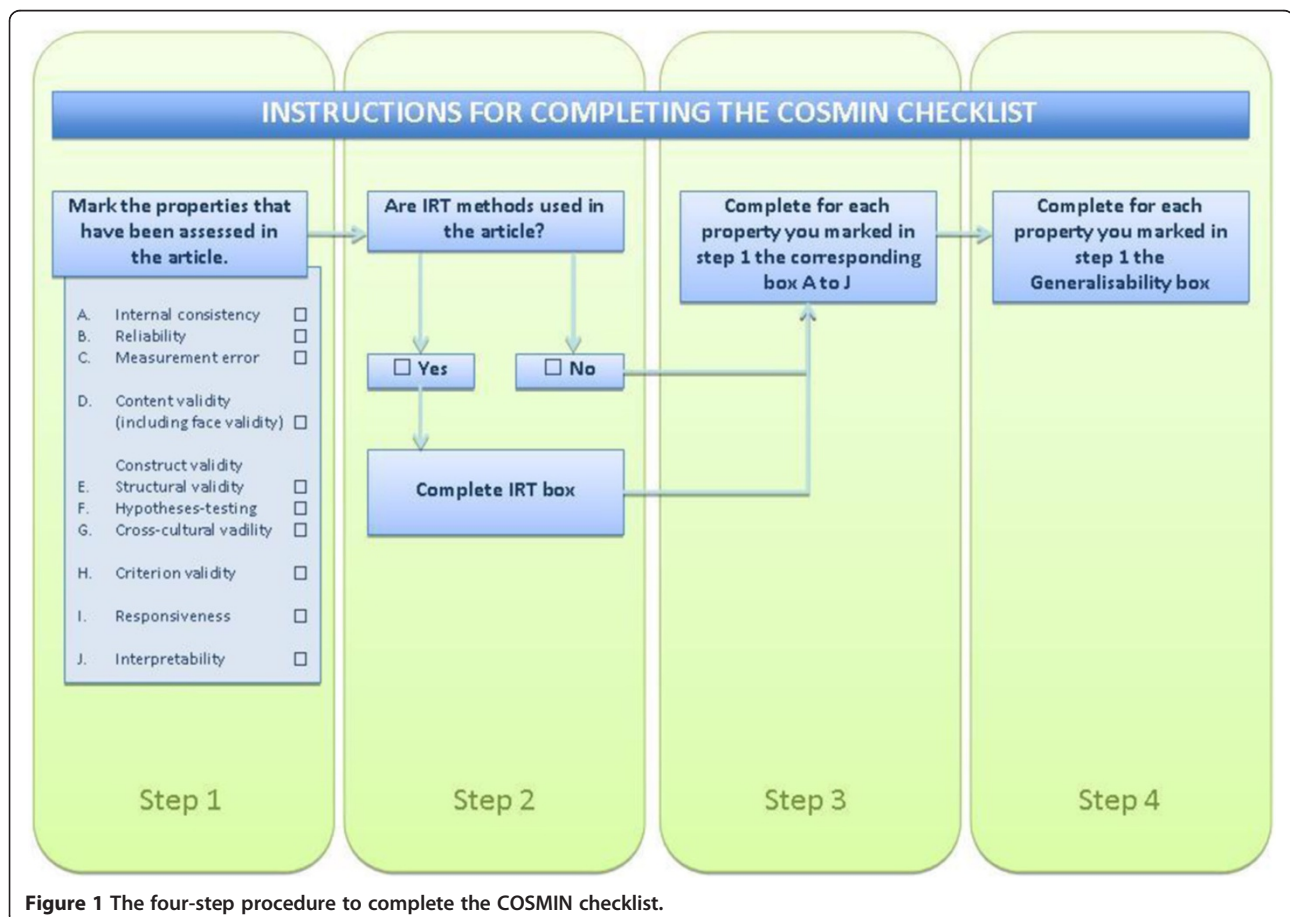 INSTRUCTIONS FOR COMPLETING THE COSMIN CHECKLIST
Mark the properties that
have been assessed in
the article.
A. Internal consistency ☐
B. Reliability ☐
C. Measurement error ☐
D. Content validity
(including face validity) ☐
Construct validity
E. Structural validity ☐
F. Hypotheses-testing ☐
G. Cross-cultural vadility ☐
H. Criterion validity ☐
I. Responsiveness ☐
J. Interpretability ☐
Step 1
Are IRT methods used in
the article?
☐ Yes
☐ No
Complete IRT box
Step 2
Complete for each
property you marked in
step 1 the corresponding
box A to J
Step 3
Complete for each
property you marked in
step 1 the
Generalisability box
Step 4
Figure 1 The four-step procedure to complete the COSMIN checklist.